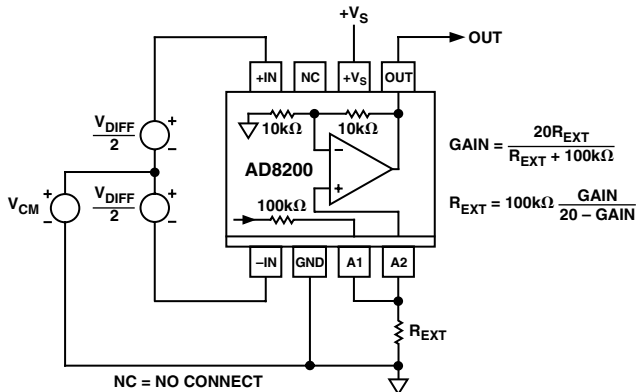 +VS
OUT
+IN
NC
+VS
OUT
10kΩ
10kΩ
VDIFF
2
+
−
AD8200
−
+
GAIN = 20REXT / REXT + 100kΩ
VCM
+
−
VDIFF
2
+
−
100kΩ
REXT = 100kΩ GAIN / 20 – GAIN
−IN
GND
A1
A2
REXT
NC = NO CONNECT